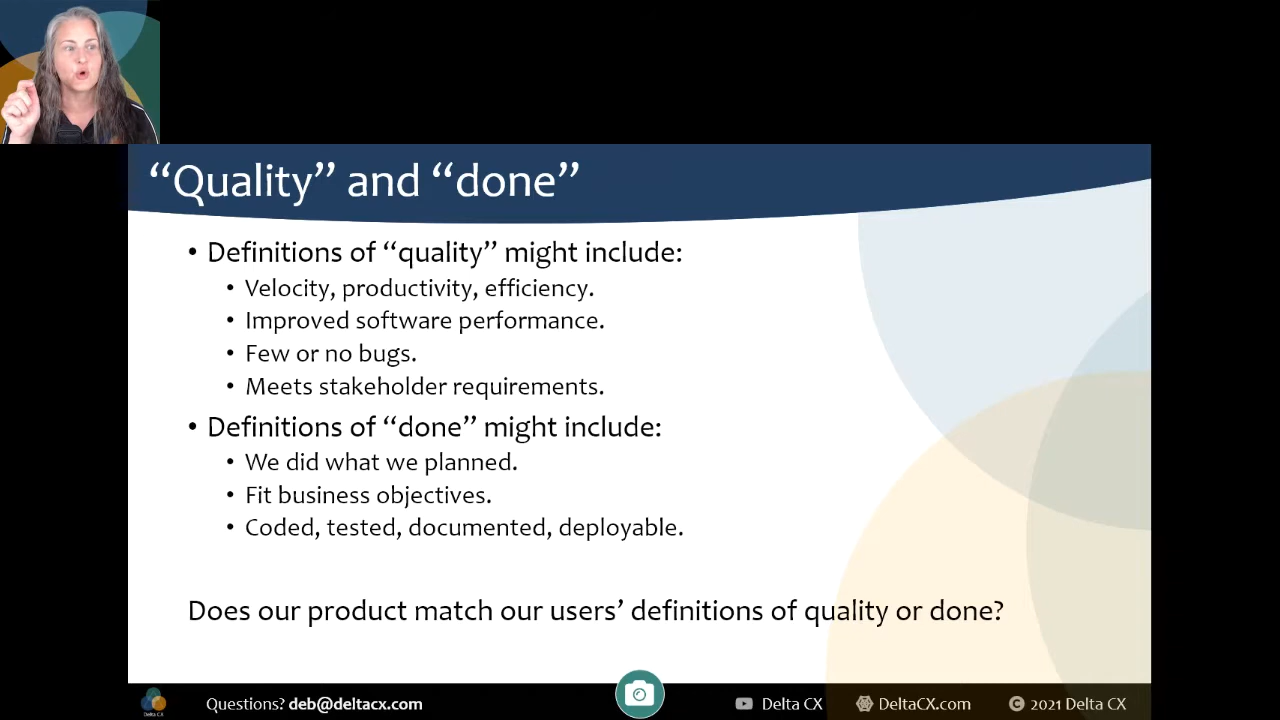 “Quality” and “done”
• Definitions of “quality” might include:
• Velocity, productivity, efficiency.
• Improved software performance.
• Few or no bugs.
• Meets stakeholder requirements.
• Definitions of “done” might include:
• We did what we planned.
• Fit business objectives.
• Coded, tested, documented, deployable.
Does our product match our users’ definitions of quality or done?
Delta CX
Questions? deb@deltacx.com
Delta CX
DeltaCX.com
© 2021 Delta CX